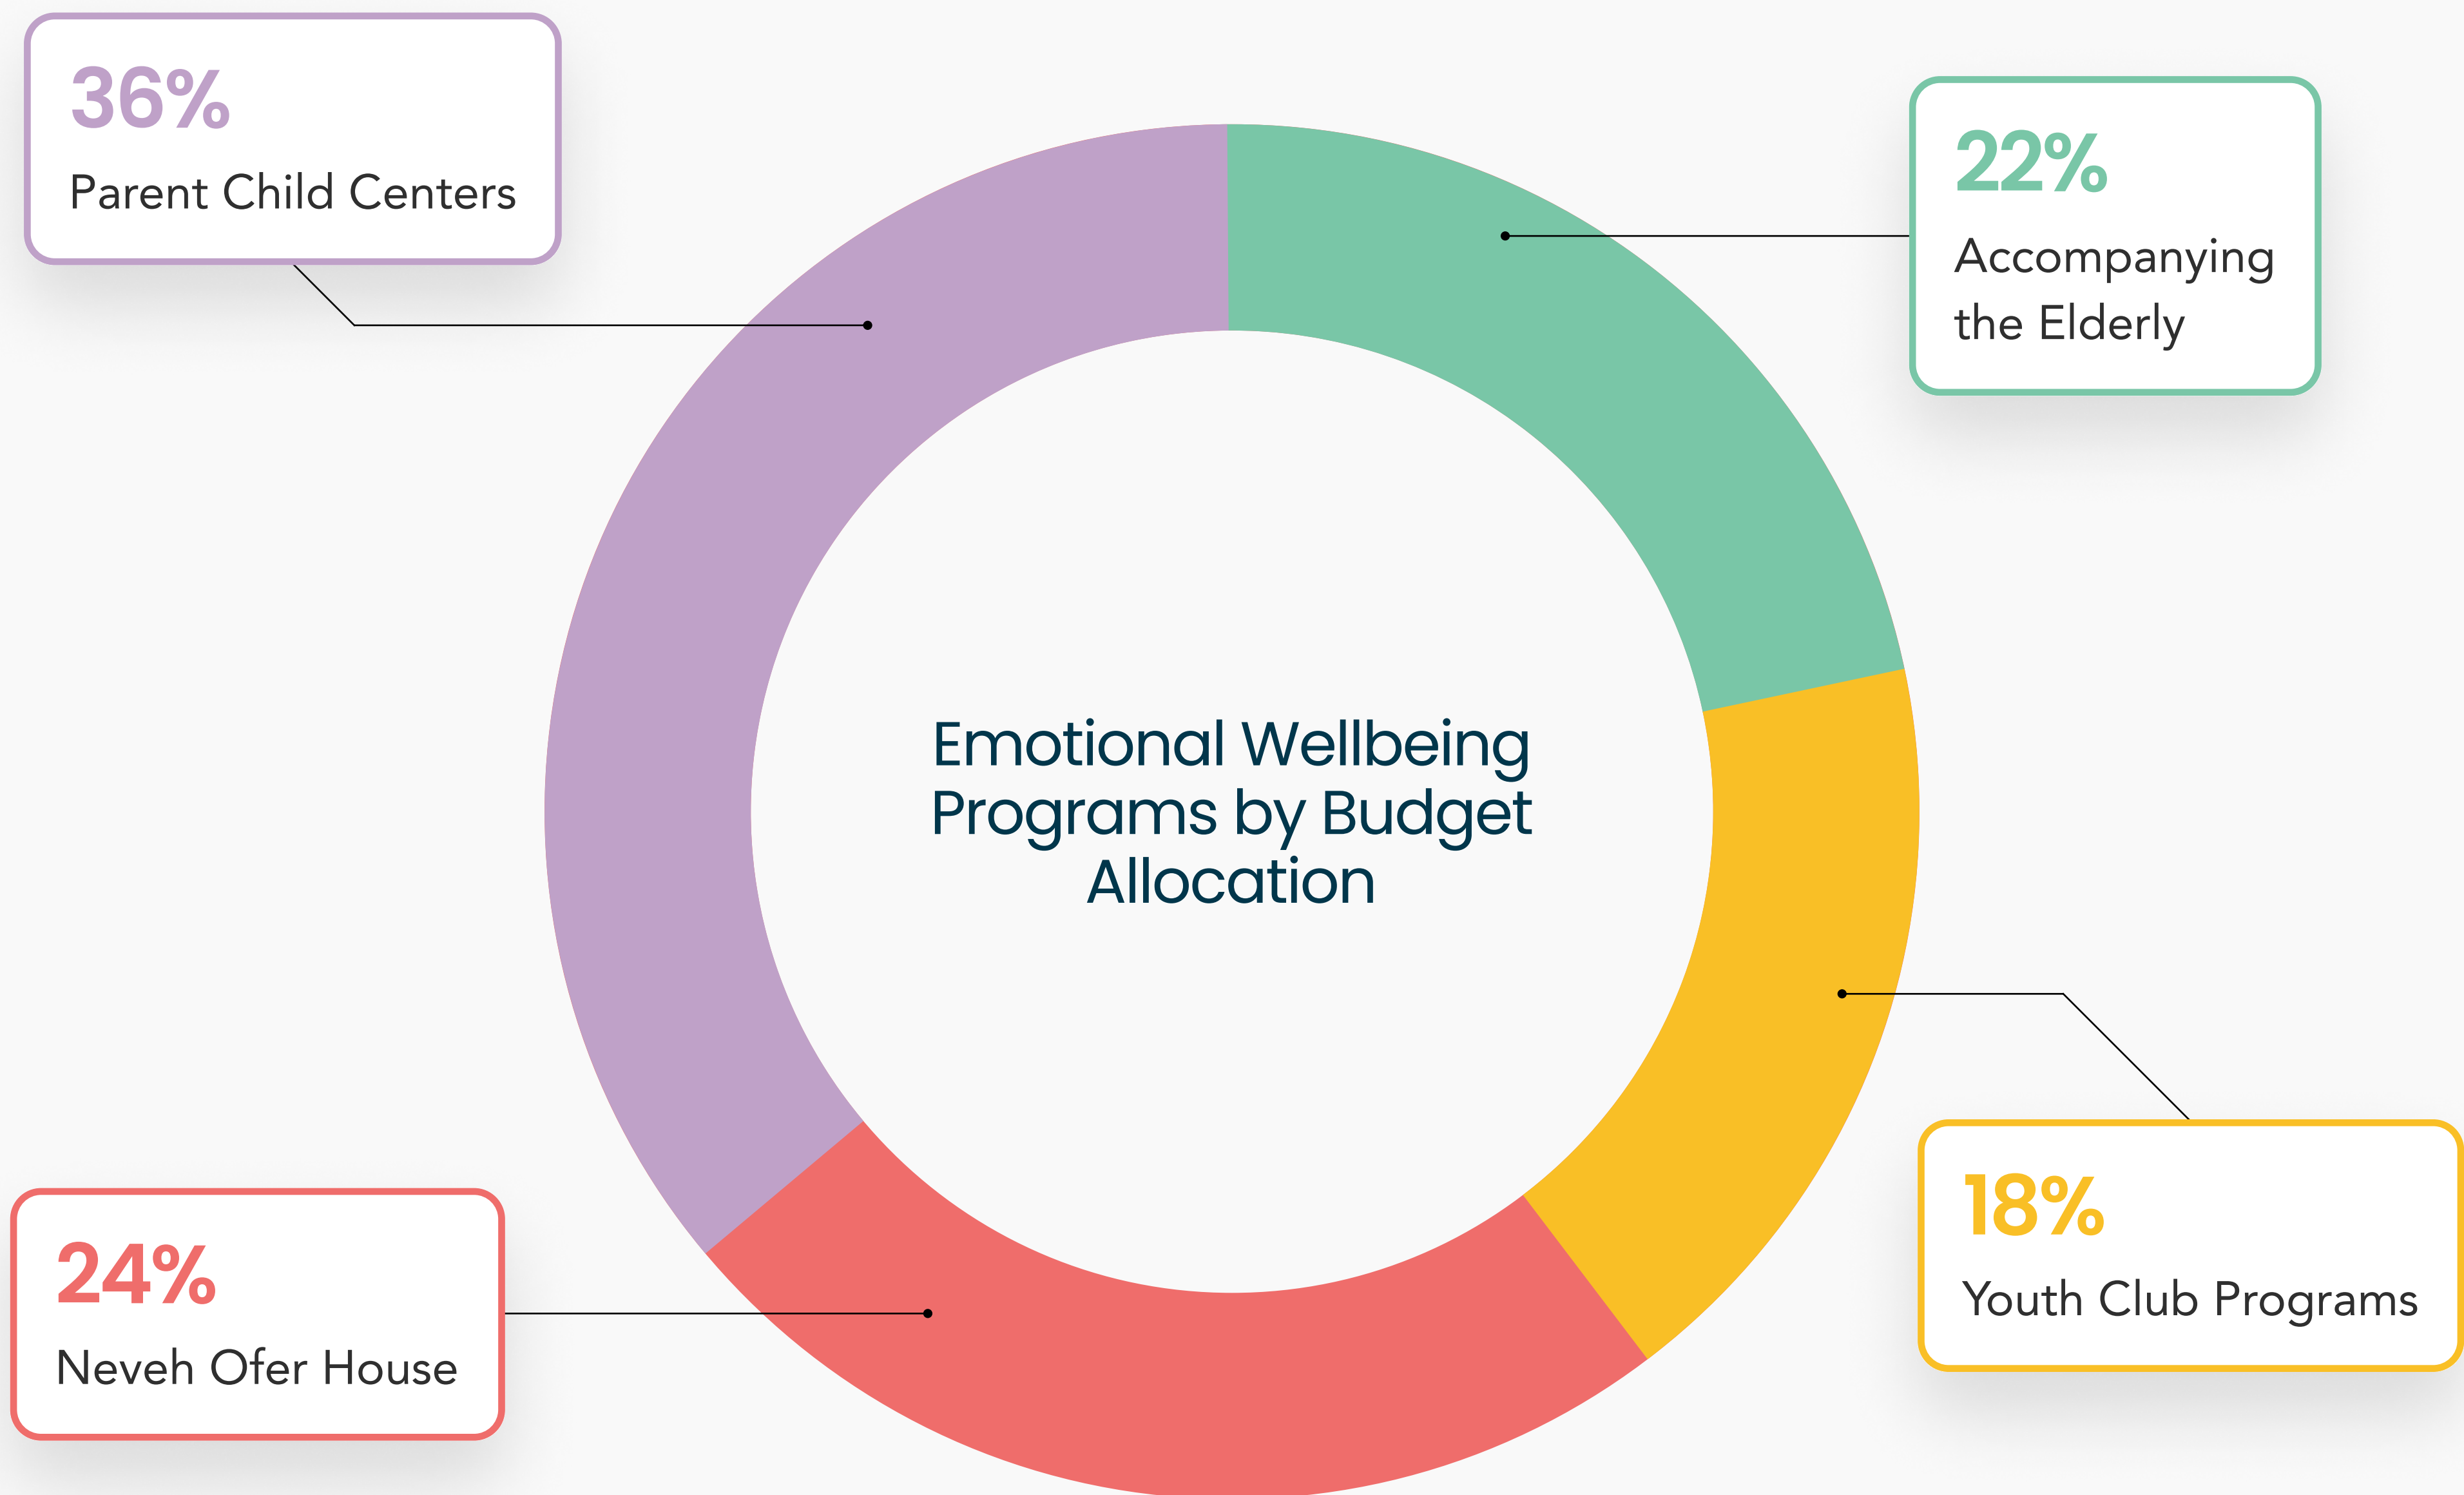 36%
Parent Child Centers
22%
Accompanying
the Elderly
Emotional Wellbeing
Programs by Budget
Allocation
18%
Youth Club Programs
24%
Neveh Ofer House